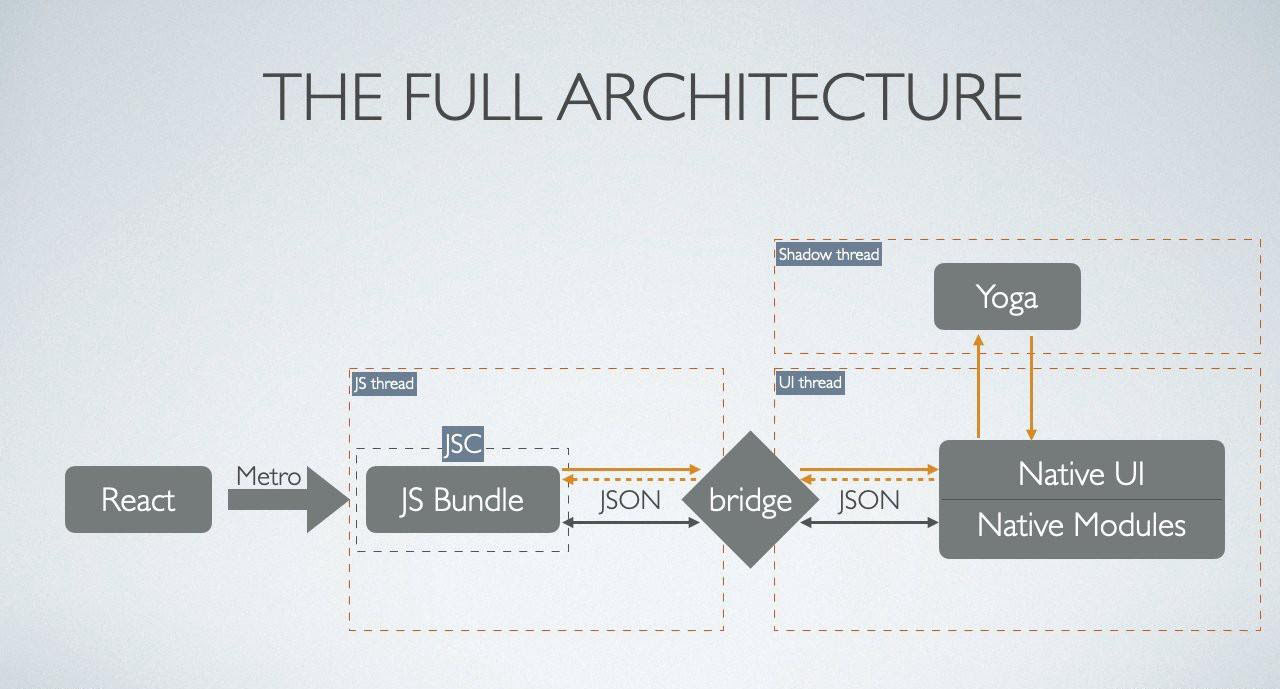 THE FULL ARCHITECTURE
Shadow thread
Yoga
JS thread
UI thread
JSC
React
Metro
JS Bundle
JSON
bridge
JSON
Native UI
Native Modules